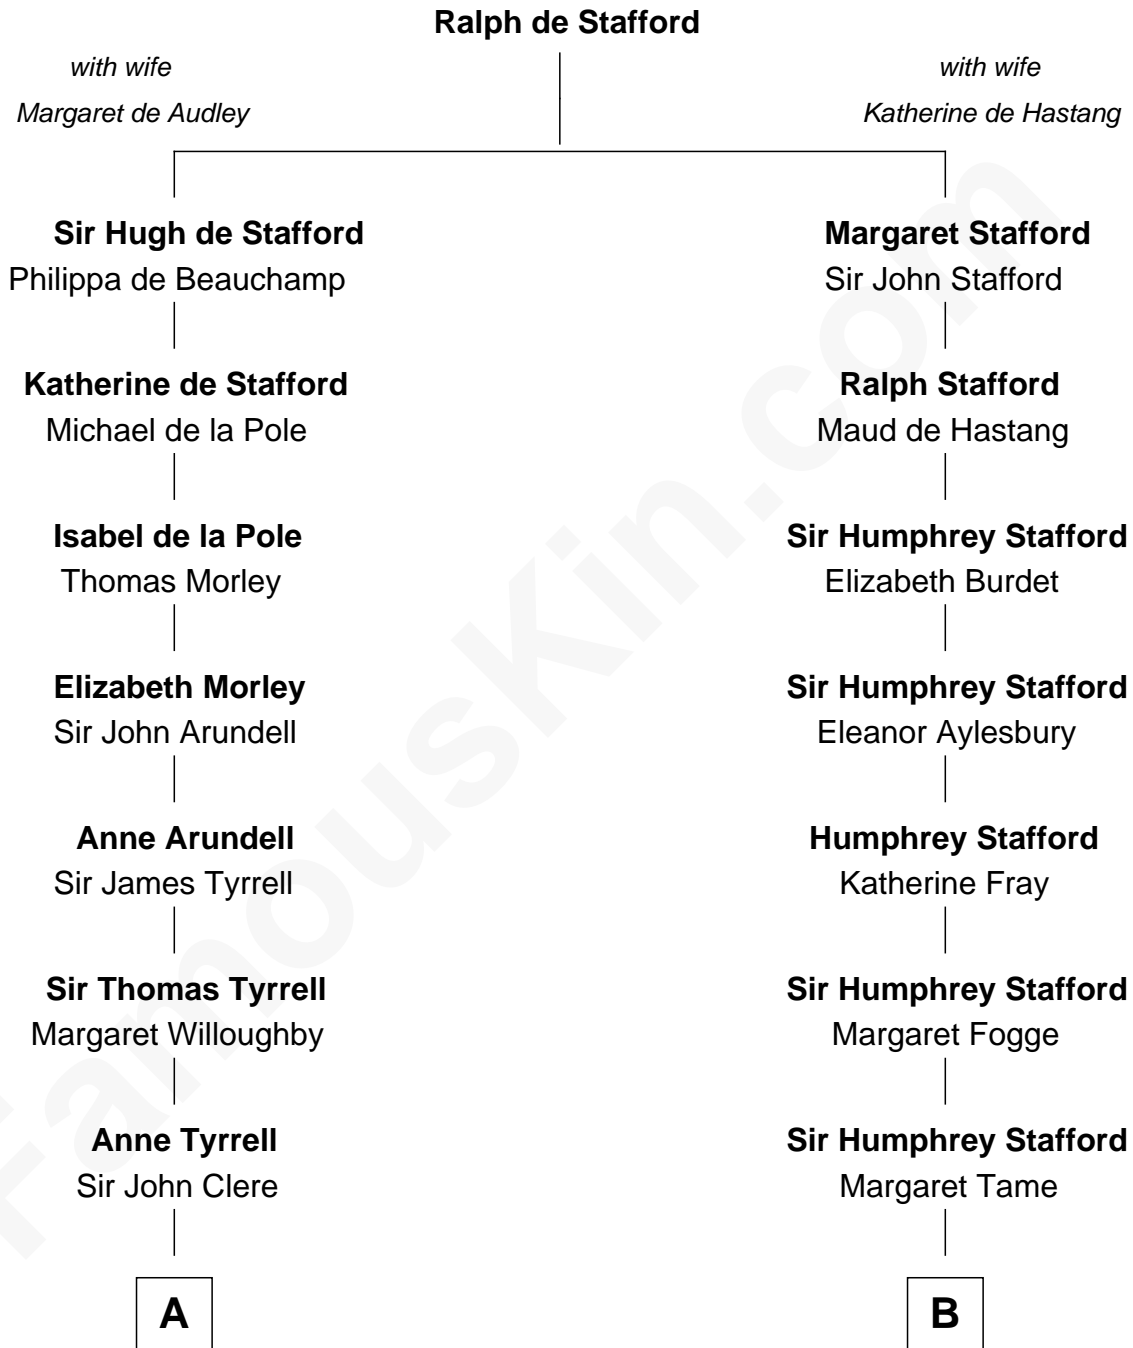 Ralph de Stafford
with wife
Margaret de Audley
with wife
Katherine de Hastang
Sir Hugh de Stafford
Philippa de Beauchamp
Margaret Stafford
Sir John Stafford
Katherine de Stafford
Michael de la Pole
Ralph Stafford
Maud de Hastang
Isabel de la Pole
Thomas Morley
Sir Humphrey Stafford
Elizabeth Burdet
Elizabeth Morley
Sir John Arundell
Sir Humphrey Stafford
Eleanor Aylesbury
Anne Arundell
Sir James Tyrrell
Humphrey Stafford
Katherine Fray
Sir Thomas Tyrrell
Margaret Willoughby
Sir Humphrey Stafford
Margaret Fogge
Anne Tyrrell
Sir John Clere
Sir Humphrey Stafford
Margaret Tame
A
B
FamousKin.com